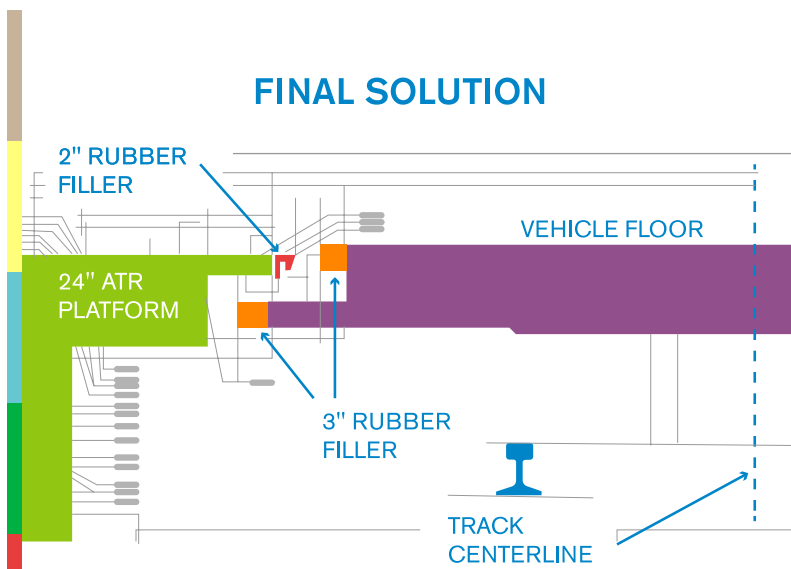 FINAL SOLUTION
2" RUBBER
FILLER
VEHICLE FLOOR
24" ATR
PLATFORM
3" RUBBER
FILLER
TRACK
CENTERLINE